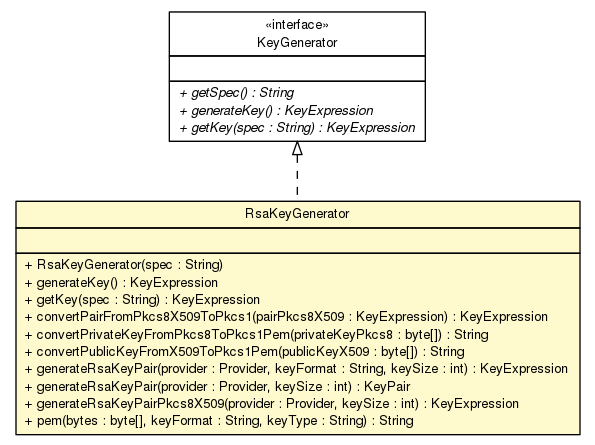 «interface»
KeyGenerator
+ getSpec() : String
+ generateKey() : KeyExpression
+ getKey(spec : String) : KeyExpression
RsaKeyGenerator
+ RsaKeyGenerator(spec : String)
+ generateKey() : KeyExpression
+ getKey(spec : String) : KeyExpression
+ convertPairFromPkcs8X509ToPkcs1(pairPkcs8X509 : KeyExpression) : KeyExpression
+ convertPrivateKeyFromPkcs8ToPkcs1Pem(privateKeyPkcs8 : byte[]) : String
+ convertPublicKeyFromX509ToPkcs1Pem(publicKeyX509 : byte[]) : String
+ generateRsaKeyPair(provider : Provider, keyFormat : String, keySize : int) : KeyExpression
+ generateRsaKeyPair(provider : Provider, keySize : int) : KeyPair
+ generateRsaKeyPairPkcs8X509(provider : Provider, keySize : int) : KeyExpression
+ pem(bytes : byte[], keyFormat : String, keyType : String) : String